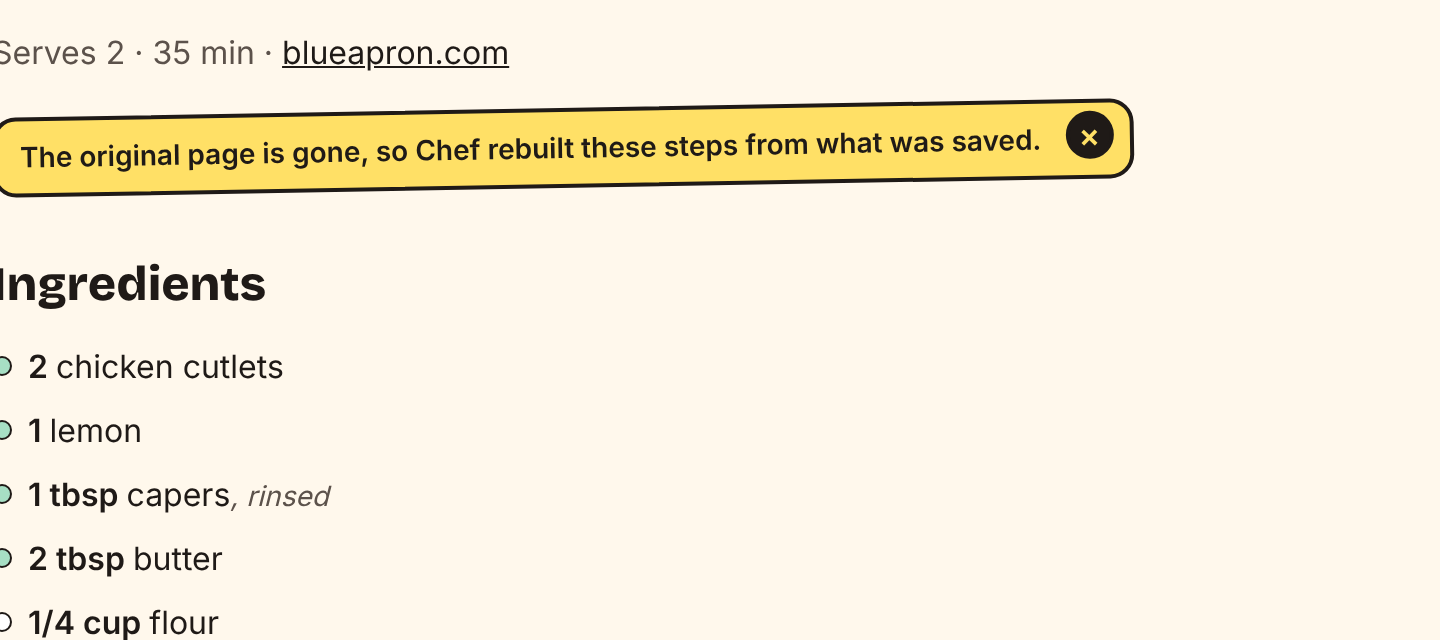 Serves 2 · 35 min · blueapron.com
The original page is gone, so Chef rebuilt these steps from what was saved.
×
Ingredients
2 chicken cutlets
1 lemon
1 tbsp capers, rinsed
2 tbsp butter
1/4 cup flour